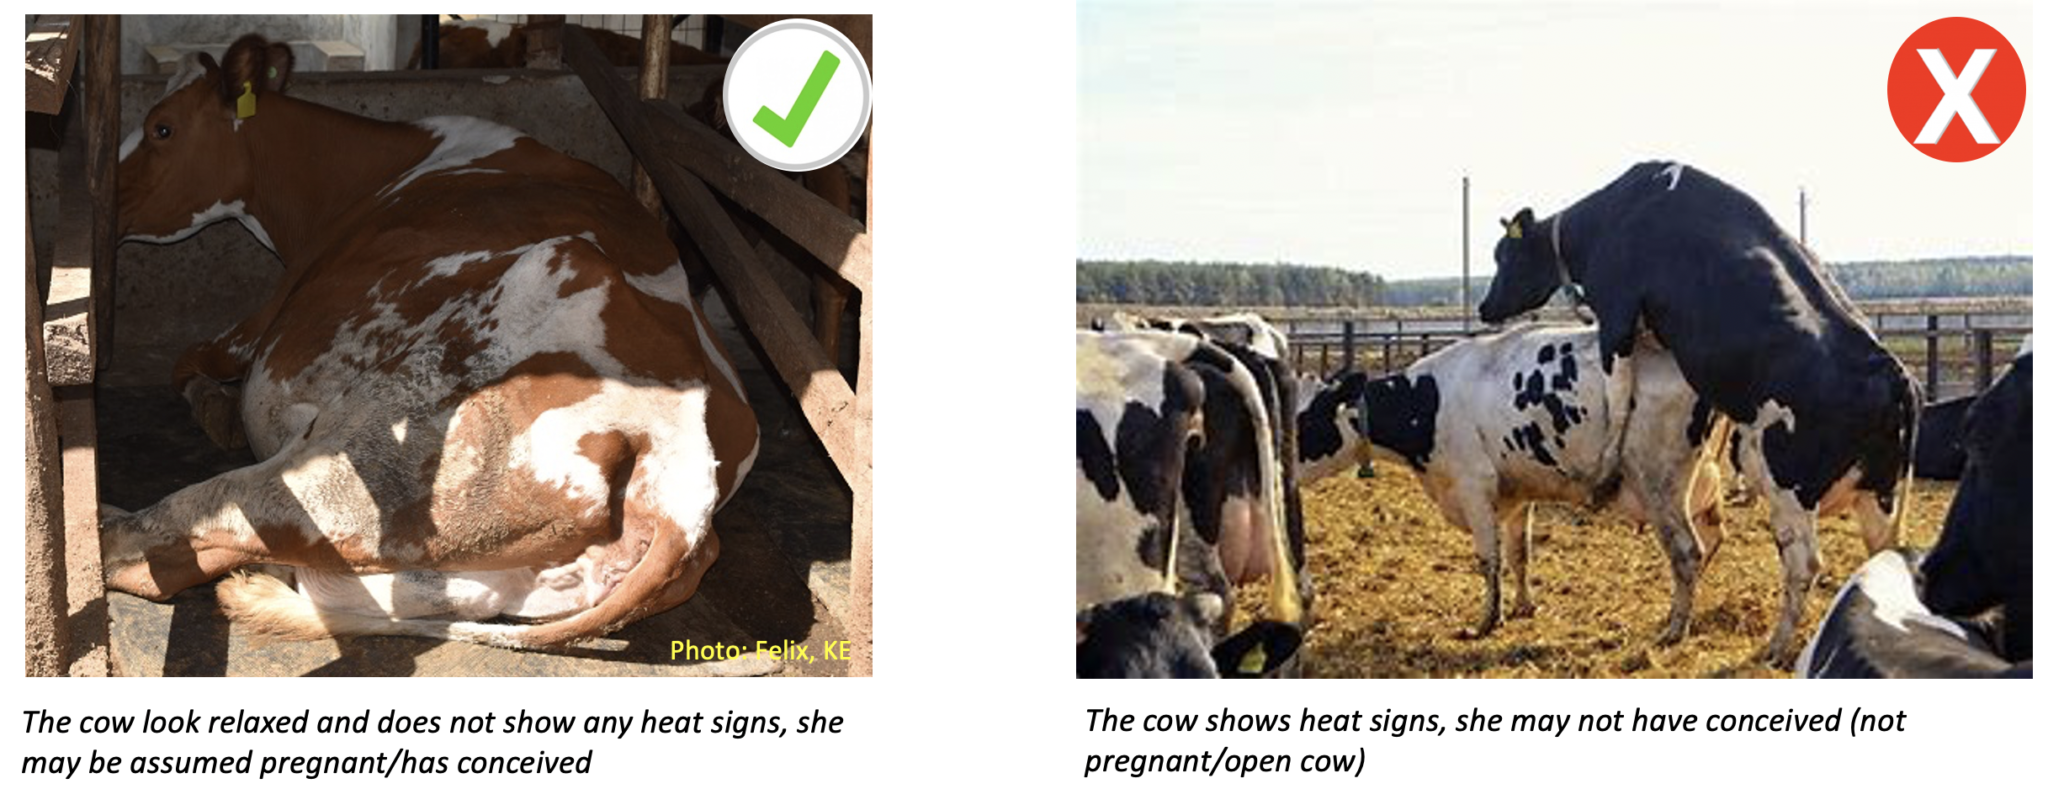 X
Photo: Felix, KE
The cow look relaxed and does not show any heat signs, she
may be assumed pregnant/has conceived
The cow shows heat signs, she may not have conceived (not
pregnant/open cow)